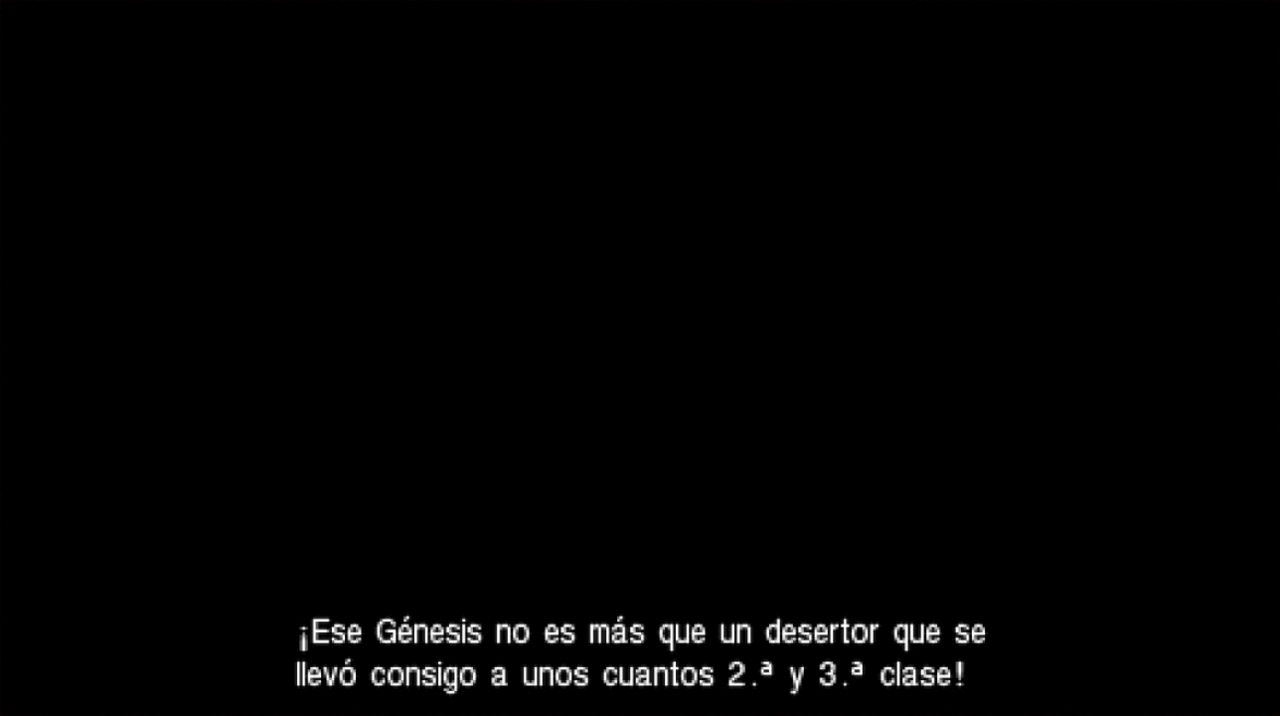 ¡Ese Génesis no es más que un desertor que se
llevó consigo a unos cuantos 2.ª y 3.ª clase!